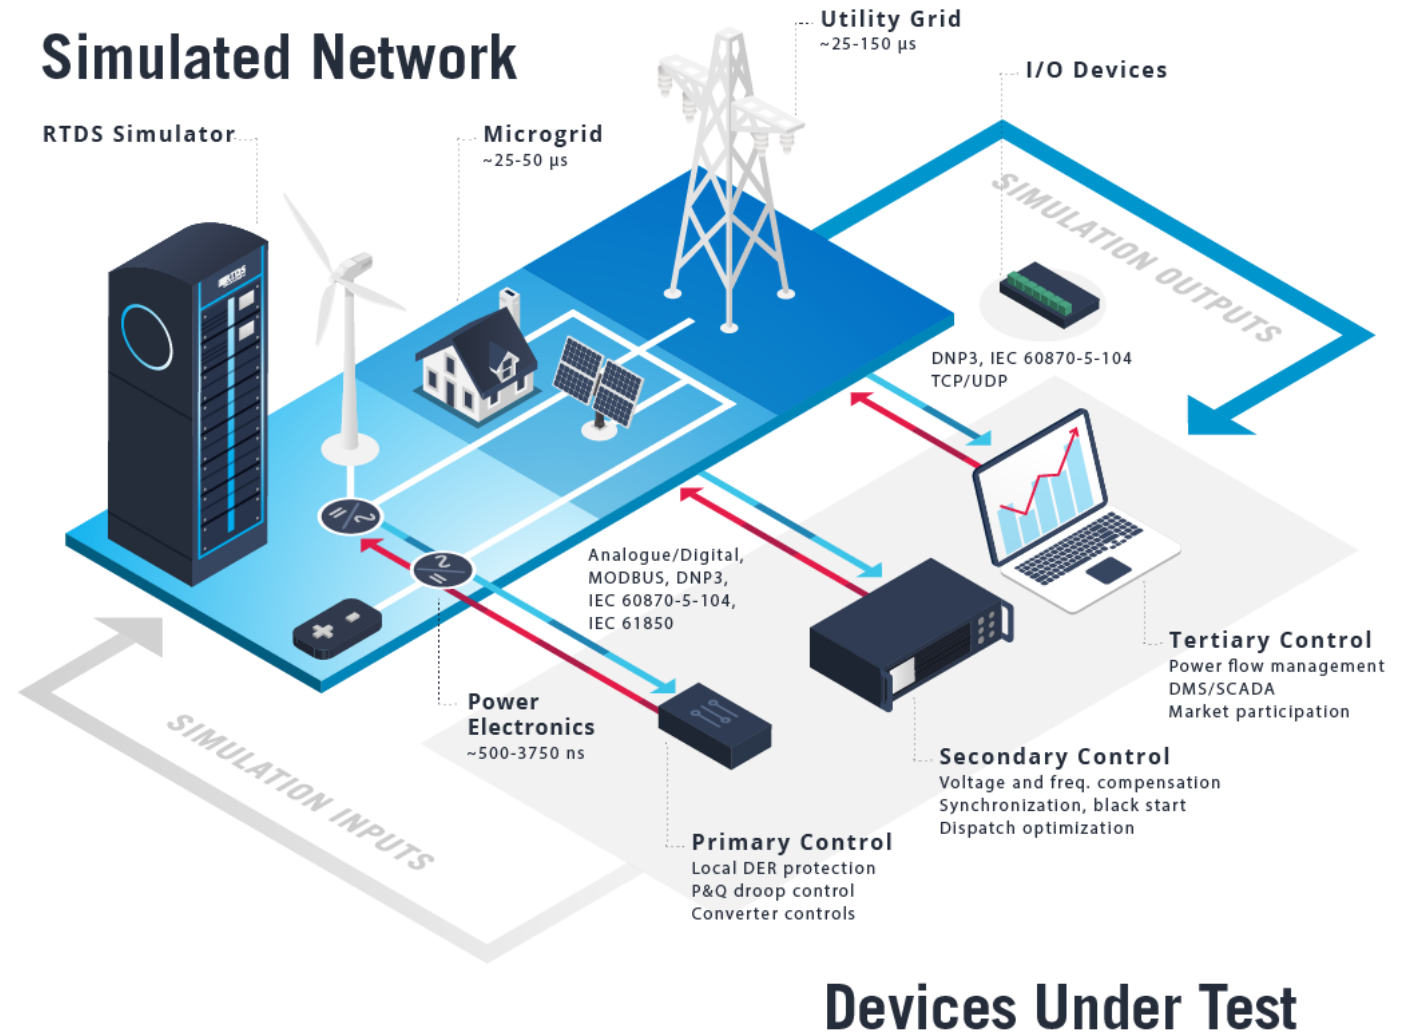 Simulated Network
Utility Grid
~25-150 µs
I/O Devices
RTDS Simulator
Microgrid
~25-50 µs
RTDS
SIMULATION OUTPUTS
DNP3, IEC 60870-5-104
TCP/UDP
Analogue/Digital,
MODBUS, DNP3,
IEC 60870-5-104,
IEC 61850
Tertiary Control
Power flow management
DMS/SCADA
Market participation
Power
Electronics
~500-3750 ns
Secondary Control
Voltage and freq. compensation
Synchronization, black start
Dispatch optimization
SIMULATION INPUTS
Primary Control
Local DER protection
P&Q droop control
Converter controls
Devices Under Test